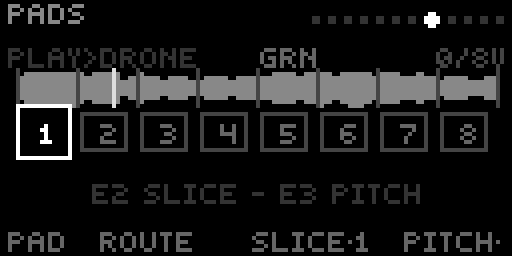 PADS
PLAY>DRONE GRN 0/8V
1 2 3 4 5 6 7 8
E2 SLICE - E3 PITCH
PAD ROUTE SLICE·1 PITCH·